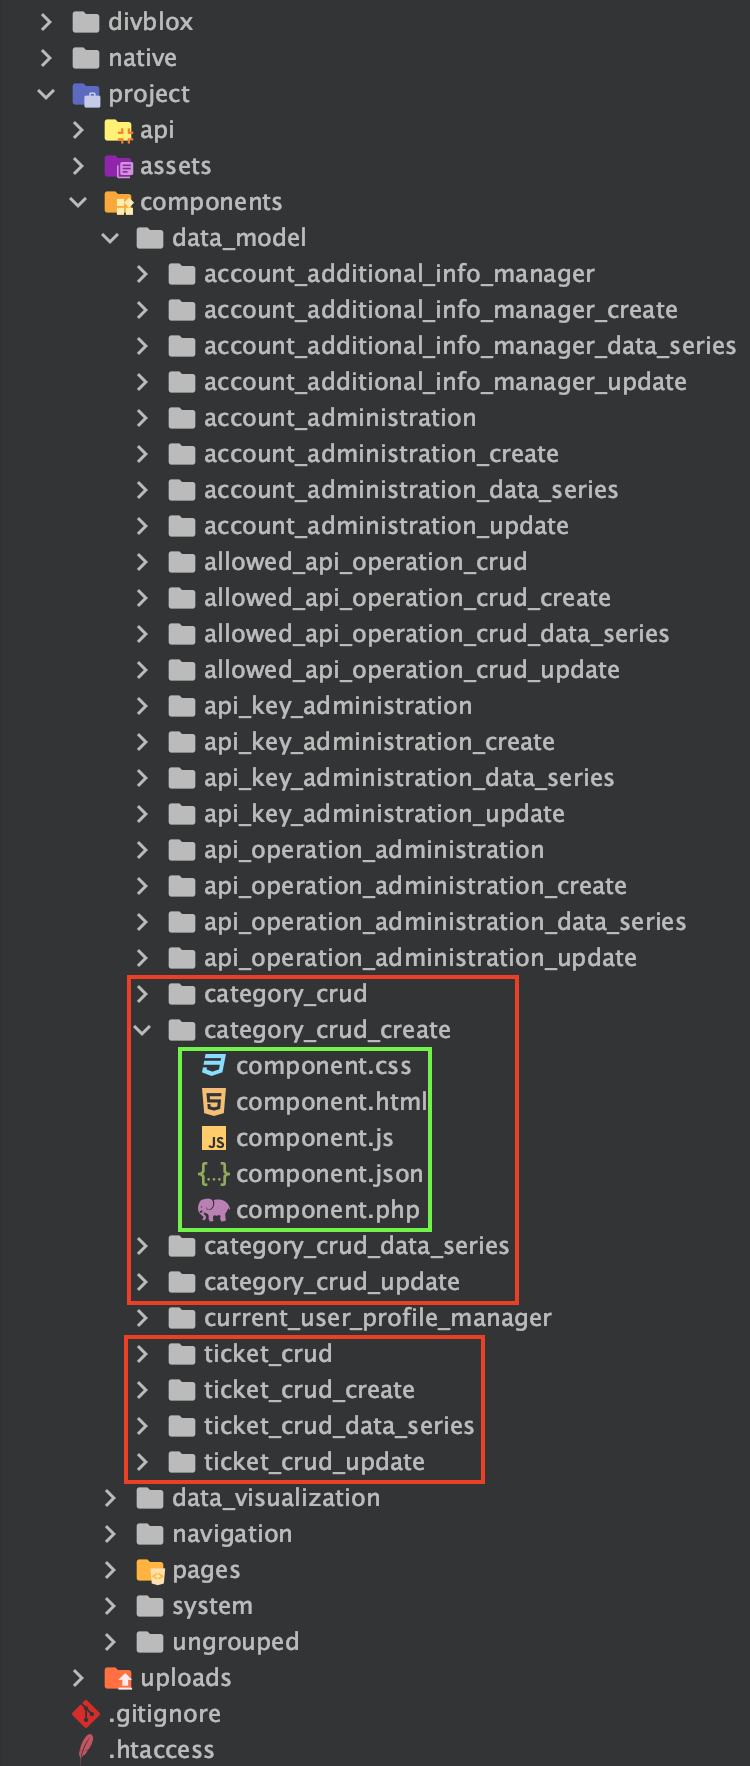 divblox
native
project
api
assets
components
data_model
account_additional_info_manager
account_additional_info_manager_create
account_additional_info_manager_data_series
account_additional_info_manager_update
account_administration
account_administration_create
account_administration_data_series
account_administration_update
allowed_api_operation_crud
allowed_api_operation_crud_create
allowed_api_operation_crud_data_series
allowed_api_operation_crud_update
api_key_administration
api_key_administration_create
api_key_administration_data_series
api_key_administration_update
api_operation_administration
api_operation_administration_create
api_operation_administration_data_series
api_operation_administration_update
category_crud
category_crud_create
component.css
5 component.html
JS component.js
{...} component.json
component.php
category_crud_data_series
category_crud_update
current_user_profile_manager
ticket_crud
ticket_crud_create
ticket_crud_data_series
ticket_crud_update
data_visualization
navigation
pages
system
ungrouped
uploads
.gitignore
.htaccess